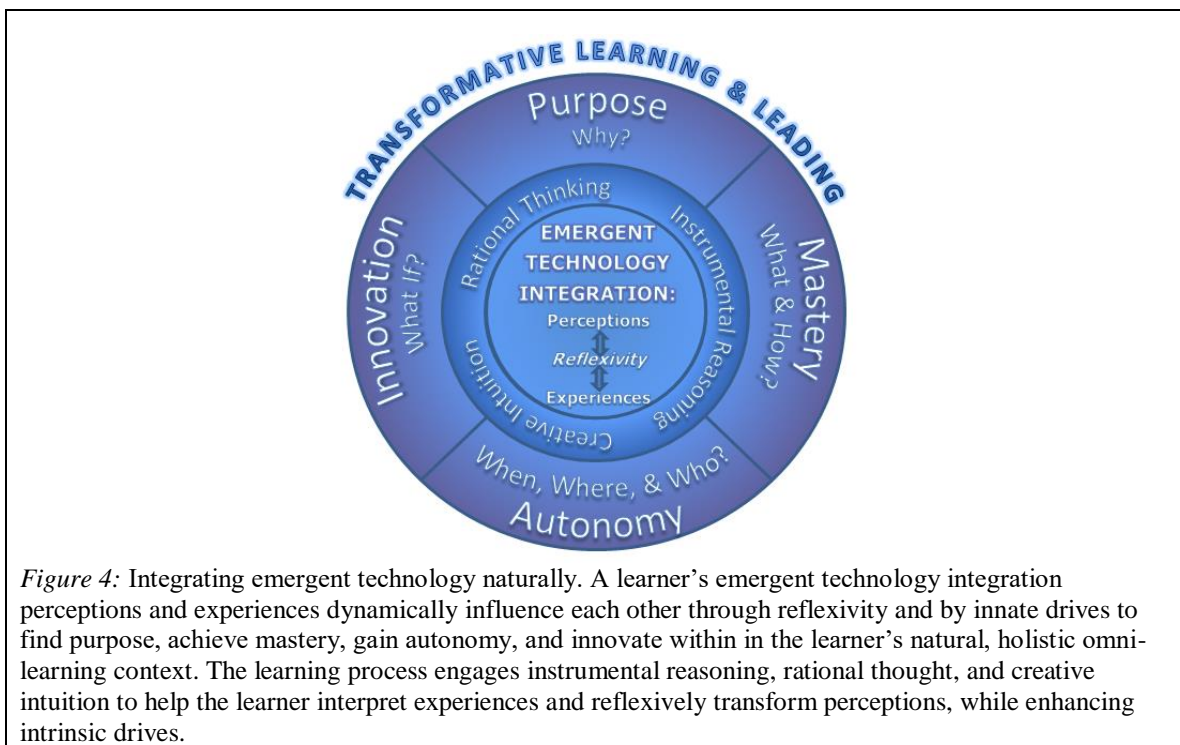 TRANSFORMATIVE LEARNING & LEADING
Purpose
Why?
Innovation
What If?
Mastery
What & How?
When, Where, & Who?
Autonomy
Rational Thinking
Instrumental Reasoning
Creative Intuition
EMERGENT
TECHNOLOGY
INTEGRATION:
Perceptions
Reflexivity
Experiences
Figure 4: Integrating emergent technology naturally. A learner’s emergent technology integration
perceptions and experiences dynamically influence each other through reflexivity and by innate drives to
find purpose, achieve mastery, gain autonomy, and innovate within in the learner’s natural, holistic omni-
learning context. The learning process engages instrumental reasoning, rational thought, and creative
intuition to help the learner interpret experiences and reflexively transform perceptions, while enhancing
intrinsic drives.